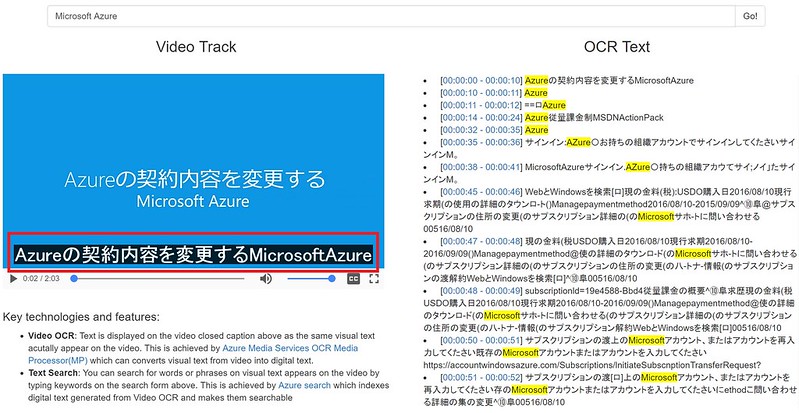 Microsoft Azure
Go!
Video Track
Azureの契約内容を変更する
Microsoft Azure
Azureの契約内容を変更するMicrosoftAzure
0:02 / 2:03
CC
Key technologies and features:
• Video OCR: Text is displayed on the video closed caption above as the same visual text
acutally appear on the video. This is achieved by Azure Media Services OCR Media
Processor(MP) which can converts visual text from video into digital text.
• Text Search: You can search for words or phrases on visual text appears on the video by
typing keywords on the search form above. This is achieved by Azure search which indexes
digital text generated from Video OCR and makes them searchable
OCR Text
• [00:00:00 - 00:00:10] Azureの契約内容を変更するMicrosoftAzure
• [00:00:10 - 00:00:11] Azure
• [00:00:11 - 00:00:12] ==ロAzure
• [00:00:14 - 00:00:24] Azure従量課金制MSDNActionPack
• [00:00:32 - 00:00:35] Azure
• [00:00:35 - 00:00:36] サインイン:AZure〇お持ちの組織アカウントでサインインしてくたさいサイ
ンインM。
• [00:00:38 - 00:00:41] MicrosoftAzureサインイン.AZure〇持ちの組織アカウてサイ;ノイ」たサイ
ンインM。
• [00:00:45 - 00:00:46] WebとWindowsを検索[ロ]現の金料(税):USDO購入日2016/08/10現行
求期(の使用の詳細のタウンロ-ト()Managepaymentmethod2016/08/10-2015/09/09^⑩阜@サブス
クリプションの住所の変更(のサブスクリプション詳細の(のMicrosoftサホ-トに問い合わせる
00516/08/10
• [00:00:47 - 00:00:48] 現の金料(税USDO購入日2016/08/10現行求期2016/08/10-
2016/09/09()Managepaymentmethod@使の詳細のタウンロ-ド(のMicrosoftサホ-トに問い合わせる
(のサブスクリプション詳細の(のサブスクリプションの住所の変更(のハ-トナ-情報(のサブスクリプショ
ンの渡解約WebとWindowsを検索[ロ]^⑩阜00516/08/10
• [00:00:48 - 00:00:49] subscriptionId=19e4588-Bbd4従量課金の概要^⑩阜求歴現の金料(税
USDO購入日2016/08/10現行求期2016/08/10-2016/09/09()Managepaymentmethod@使の詳細
のタウンロード(のMicrosoftサホ-トに問い合わせる(のサブスクリプション詳細の(のサブスクリプション
の住所の変更(のハ-トナ-情報(のサブスクリプション解約WebとWindowsを検索[ロ]00516/08/10
• [00:00:50 - 00:00:51] サブスクリプションの渡上のMicrosoftアカウント、またはアカウントを再入
力してください既存のMicrosoftアカウントまたはアカウントを入力してください
https://accountwindowsazure.com/Subscriptions/InitiateSubscnptionTransferRequest?
• [00:00:51 - 00:00:52] サブスクリプションの渡[ロ]上のMicrosoftアカウント、またはアカウントを
再入力してください存のMicrosoftアカウントまたはアカウントを入力してくださいにethodこ問い合わせ
る詳細の集の変更^⑩阜00516/08/10